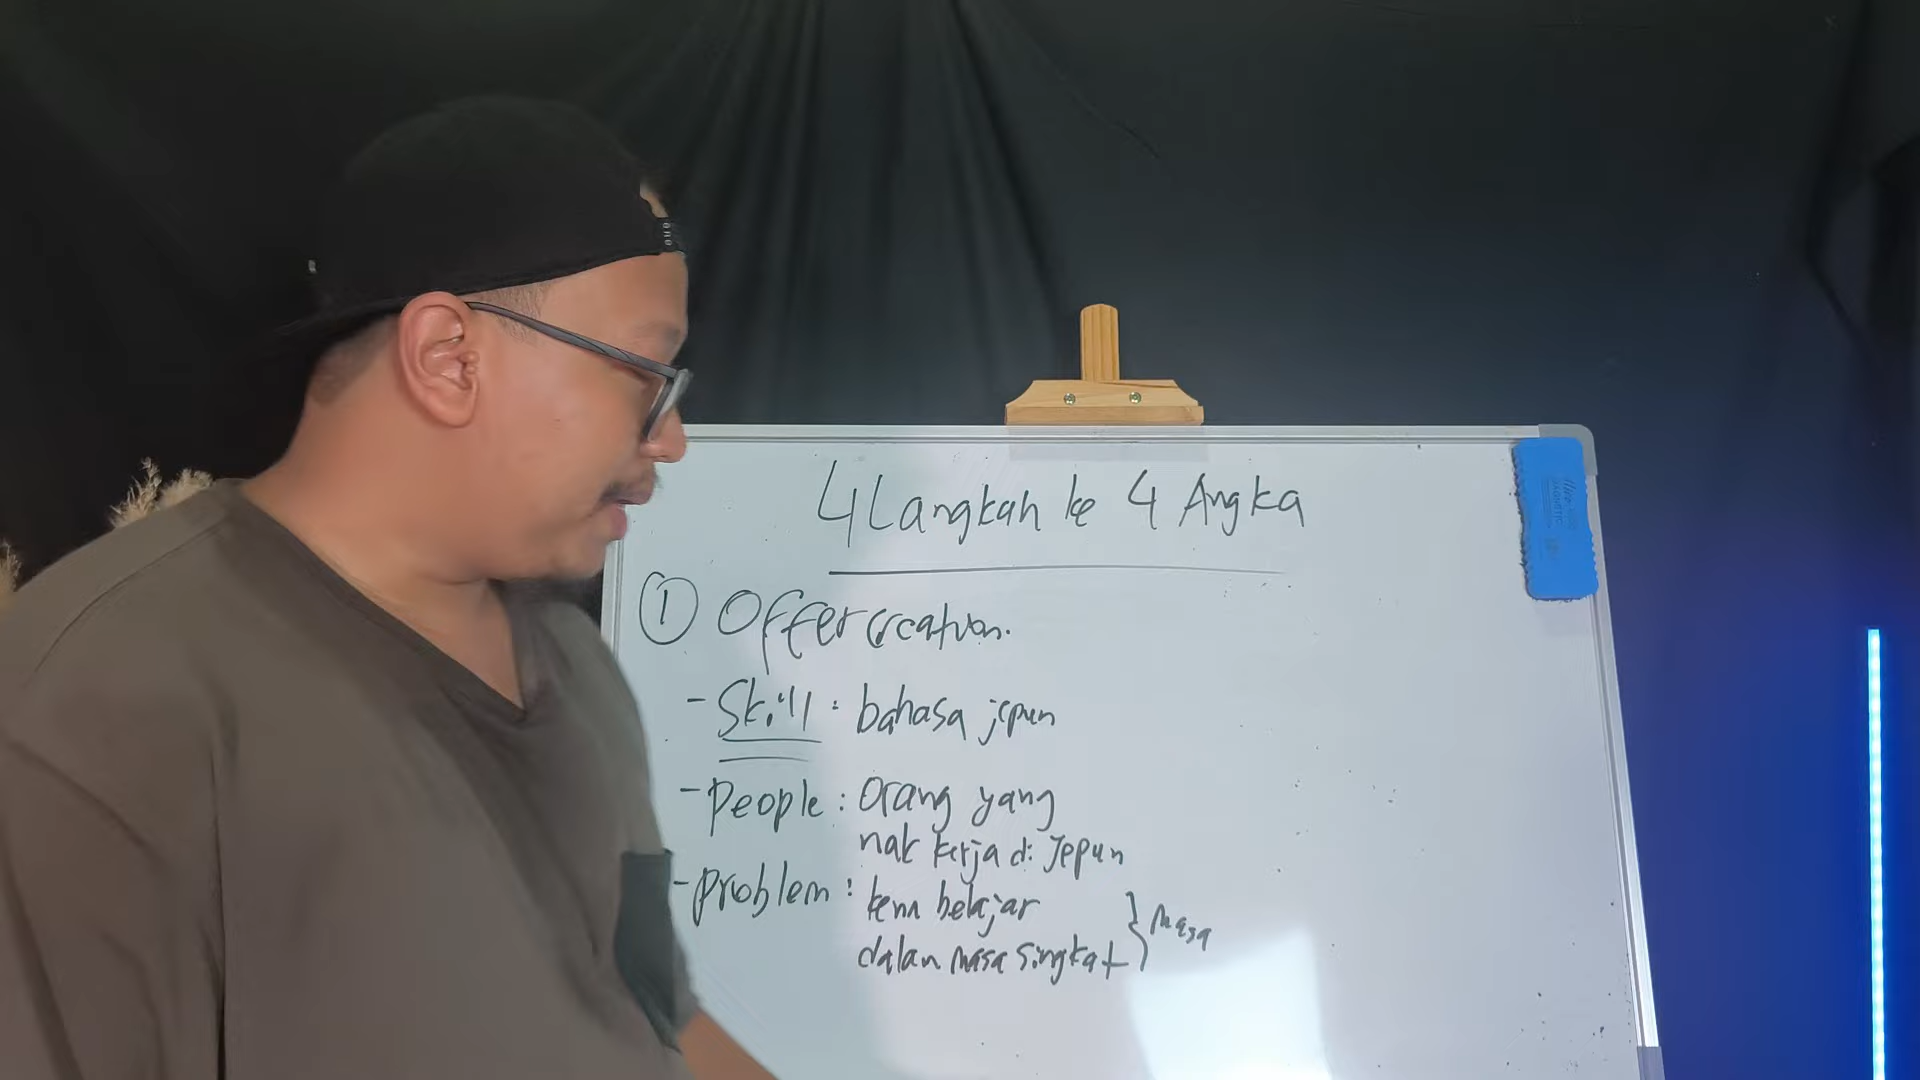 4 Langkah ke 4 Angka
① Offer creation.
- Skill : bahasa jepun
- People : Orang yang
nak kerja di Jepun
- problem : kena belajar
dalam masa singkat } Masa
one